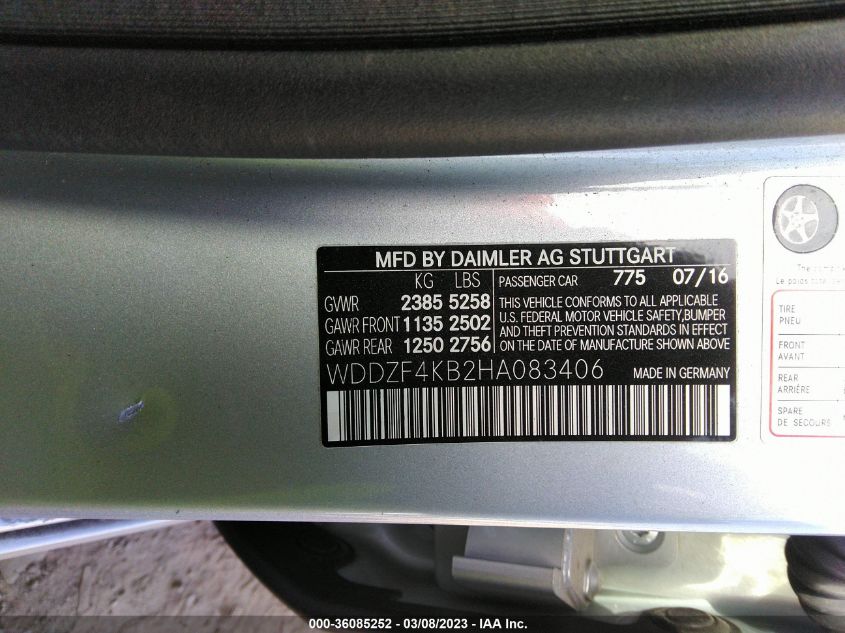 MFD BY DAIMLER AG STUTTGART
KG LBS PASSENGER CAR 775 07/16
GVWR 2385 5258
GAWR FRONT 1135 2502
GAWR REAR 1250 2756
THIS VEHICLE CONFORMS TO ALL APPLICABLE
U.S. FEDERAL MOTOR VEHICLE SAFETY,BUMPER
AND THEFT PREVENTION STANDARDS IN EFFECT
ON THE DATE OF MANUFACTURE SHOWN ABOVE
WDDZF4KB2HA083406 MADE IN GERMANY
The
Le poids
TIRE
PNEU
FRONT
AVANT
REAR
ARRIÈRE
SPARE
DE SECOURS
000-36085252 - 03/08/2023 - IAA Inc.